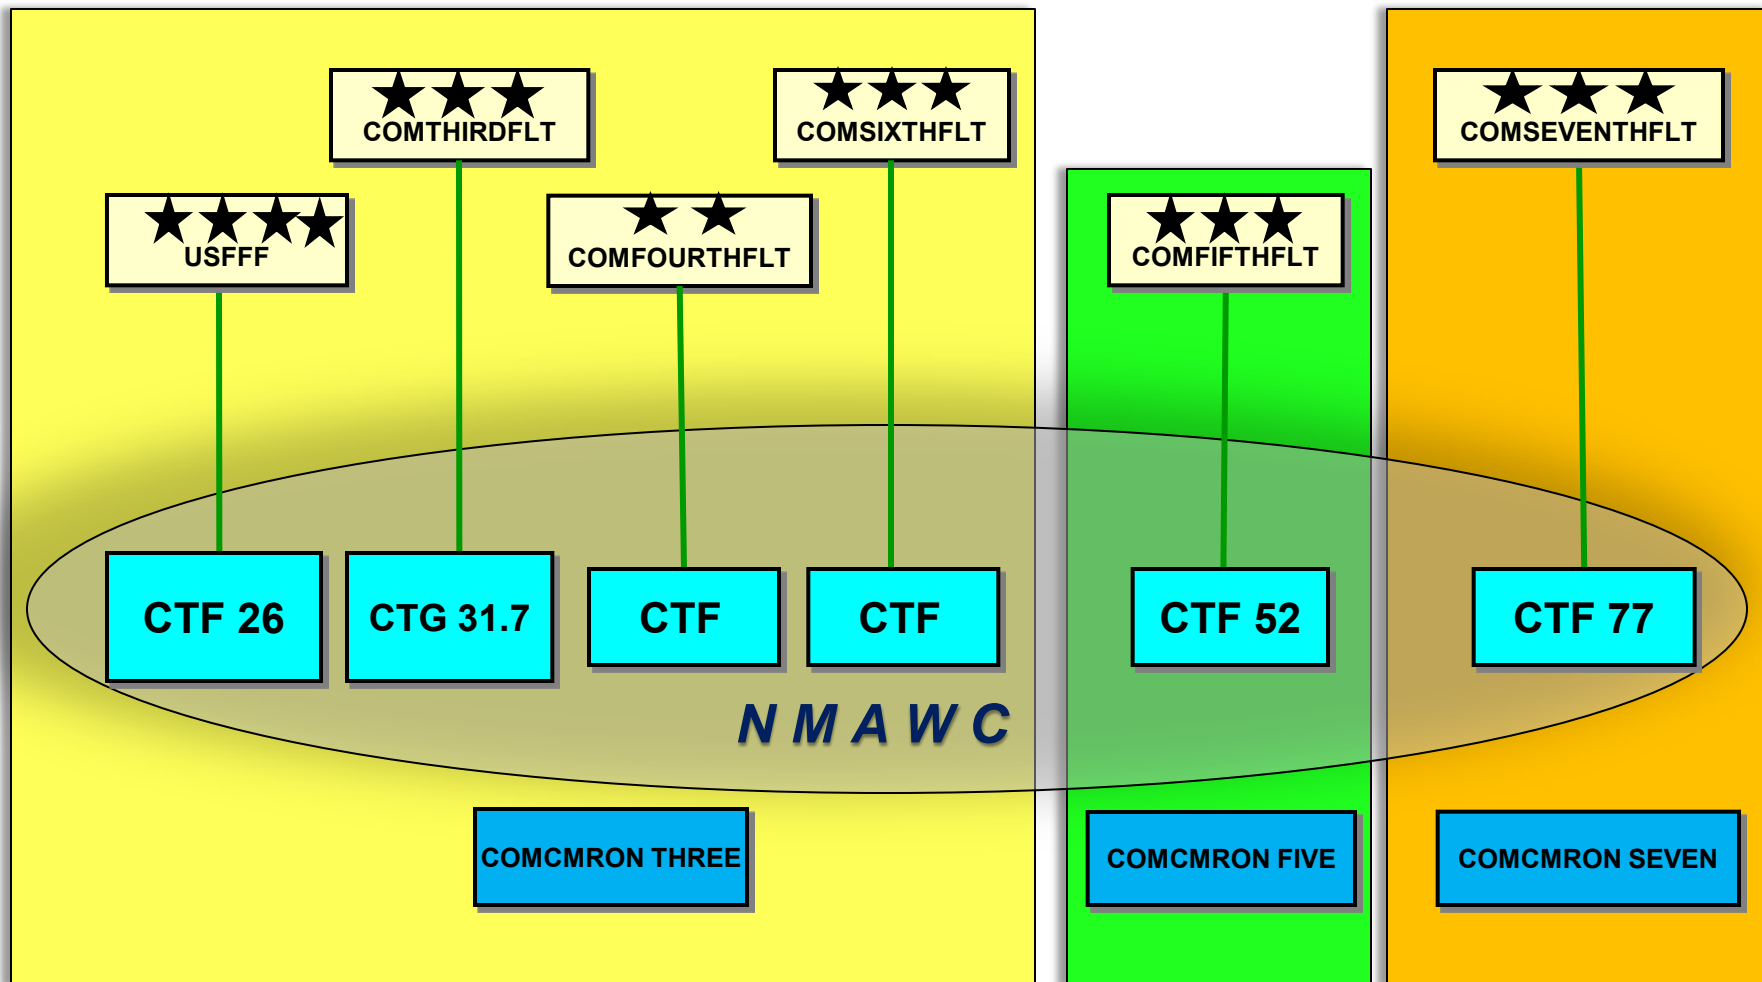 COMTHIRDFLT
COMSIXTHFLT
COMSEVENTHFLT
USFFF
COMFOURTHFLT
COMFIFTHFLT
CTF 26
CTG 31.7
CTF
CTF
CTF 52
CTF 77
N M A W C
COMCMRON THREE
COMCMRON FIVE
COMCMRON SEVEN